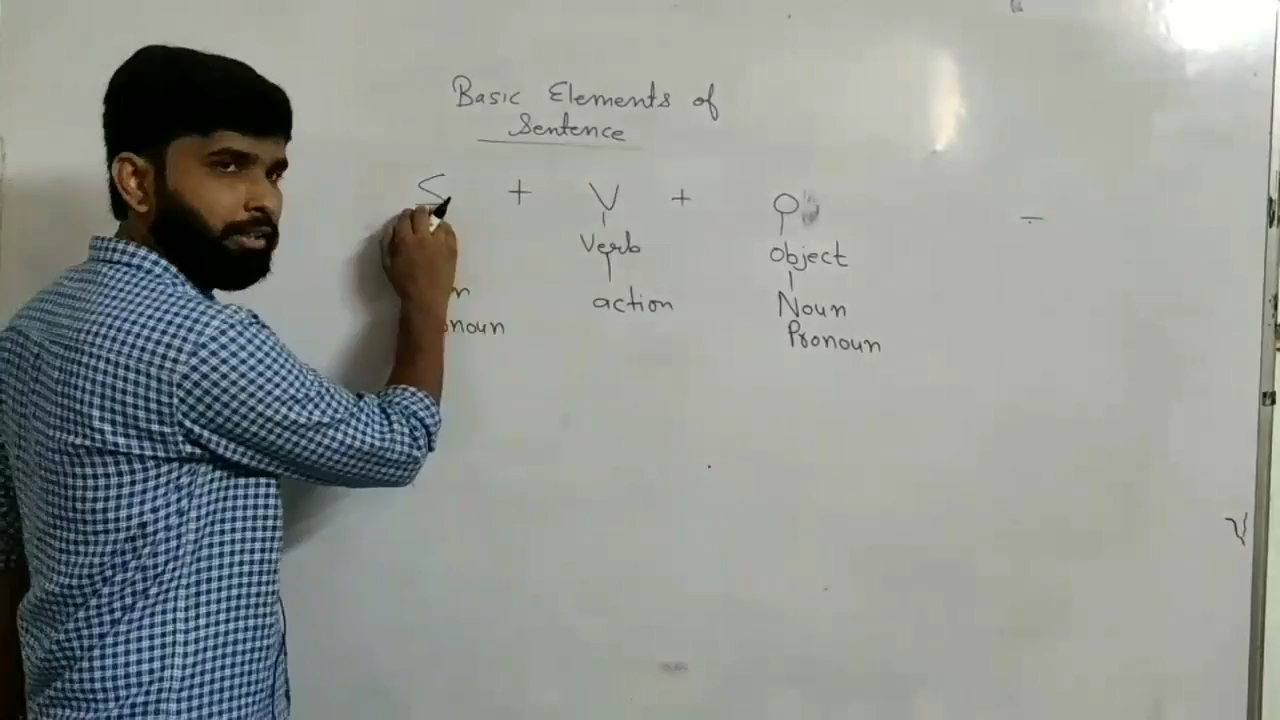 Basic Elements of
Sentence
S + V + O
Verb
object
action
Noun
Pronoun